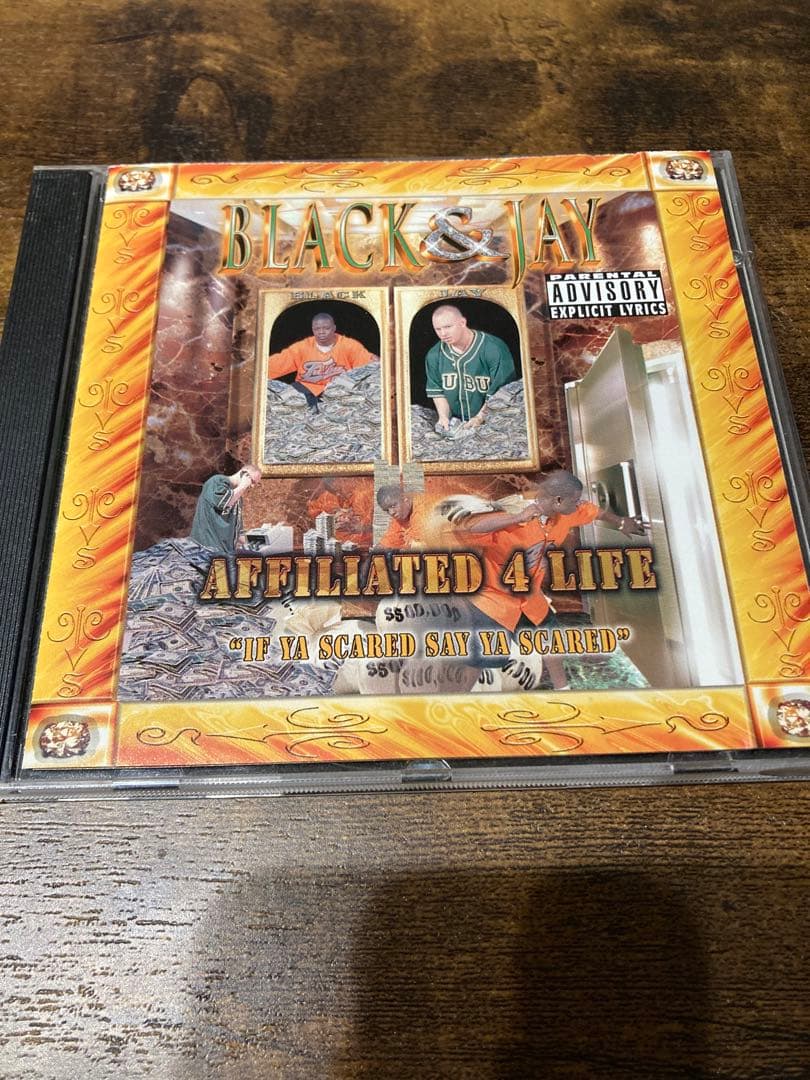 BLACK & JAY
PARENTAL
ADVISORY
EXPLICIT LYRICS
BLACK
JAY
UBU
AFFILIATED 4 LIFE
"IF YA SCARED SAY YA SCARED"